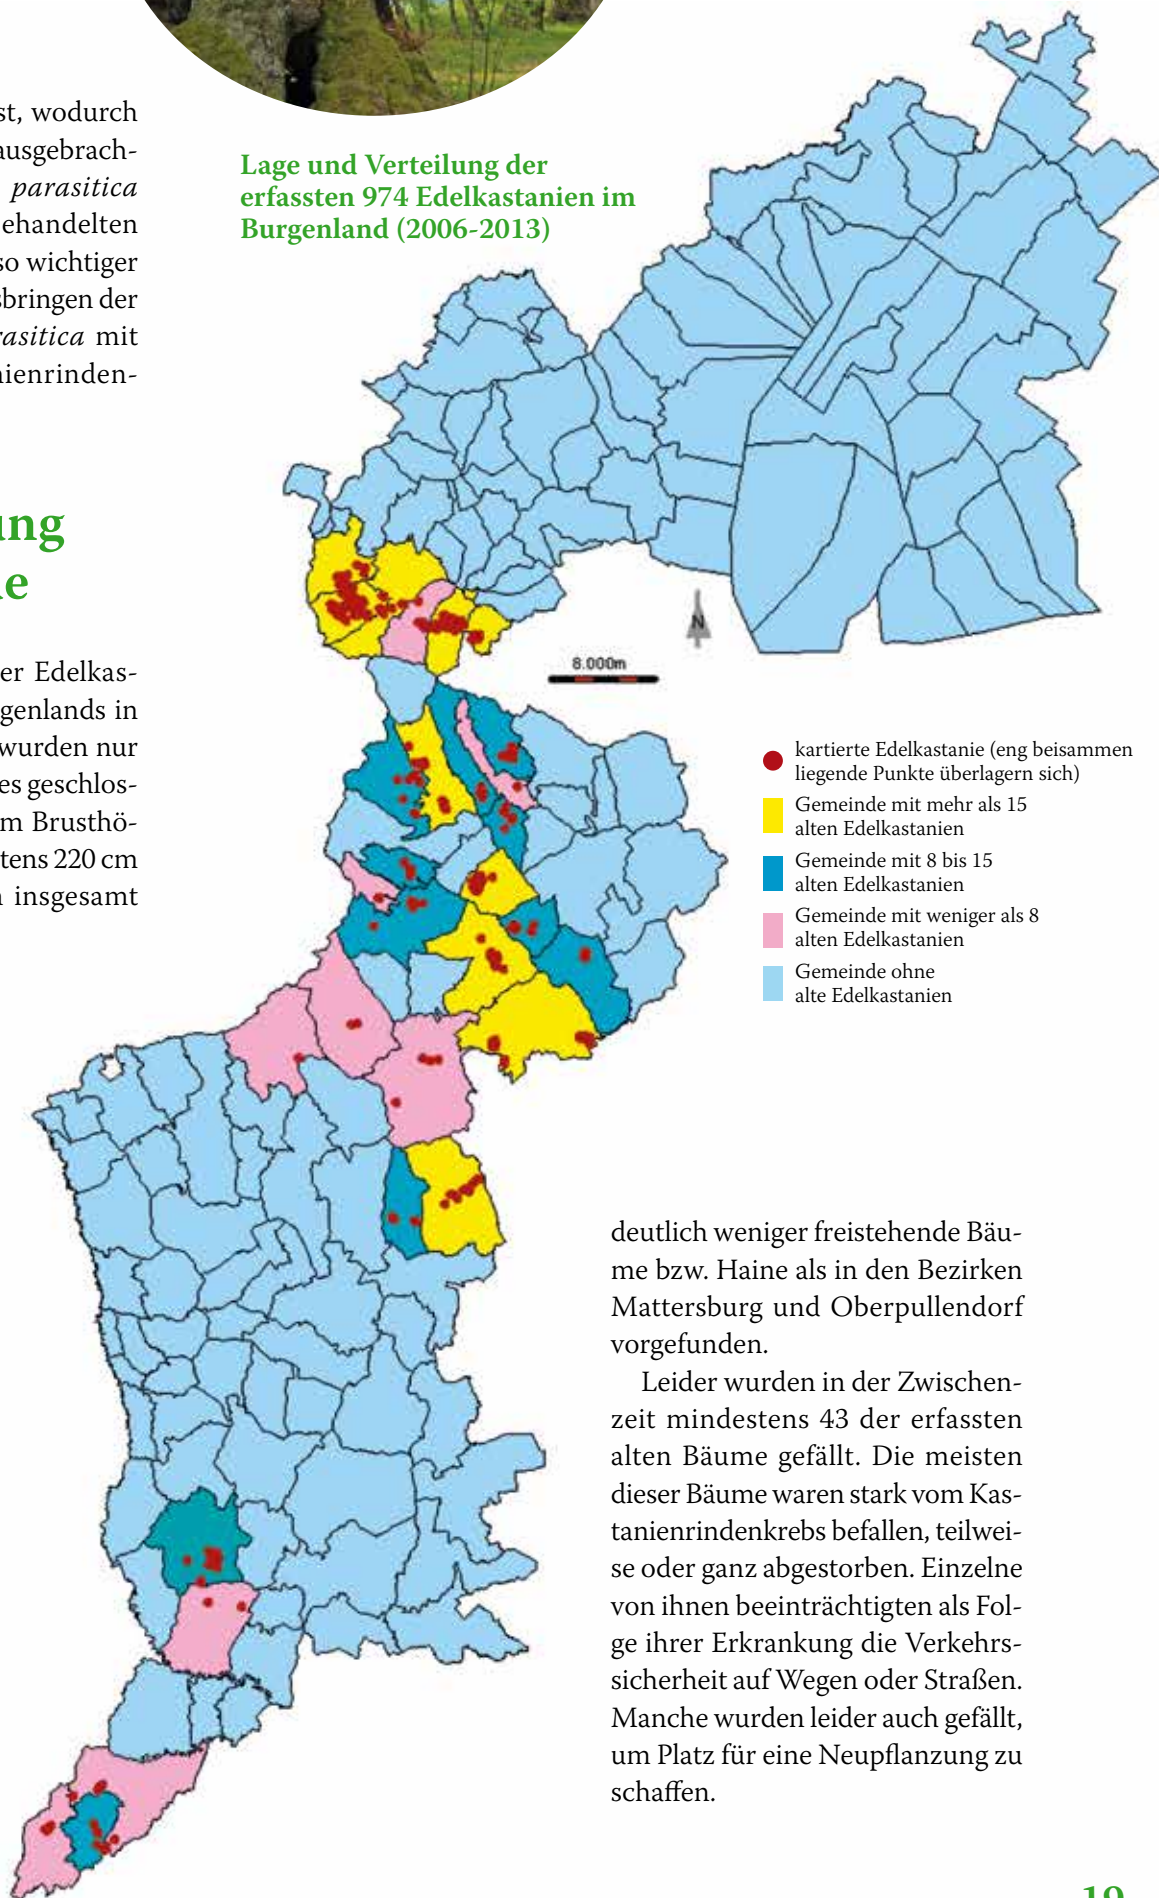 st, wodurch
ausgebrach-
parasitica
ehandelten
so wichtiger
sbringen der
rasitica mit
nienrinden-
ung
le
er Edelkas-
genlands in
wurden nur
es geschlos-
m Brusthö-
tens 220 cm
n insgesamt
Lage und Verteilung der
erfassten 974 Edelkastanien im
Burgenland (2006-2013)
N
8.000m
kartierte Edelkastanie (eng beisammen
liegende Punkte überlagern sich)
Gemeinde mit mehr als 15
alten Edelkastanien
Gemeinde mit 8 bis 15
alten Edelkastanien
Gemeinde mit weniger als 8
alten Edelkastanien
Gemeinde ohne
alte Edelkastanien
deutlich weniger freistehende Bäu-
me bzw. Haine als in den Bezirken
Mattersburg und Oberpullendorf
vorgefunden.
Leider wurden in der Zwischen-
zeit mindestens 43 der erfassten
alten Bäume gefällt. Die meisten
dieser Bäume waren stark vom Kas-
tanienrindenkrebs befallen, teilwei-
se oder ganz abgestorben. Einzelne
von ihnen beeinträchtigten als Fol-
ge ihrer Erkrankung die Verkehrs-
sicherheit auf Wegen oder Straßen.
Manche wurden leider auch gefällt,
um Platz für eine Neupflanzung zu
schaffen.